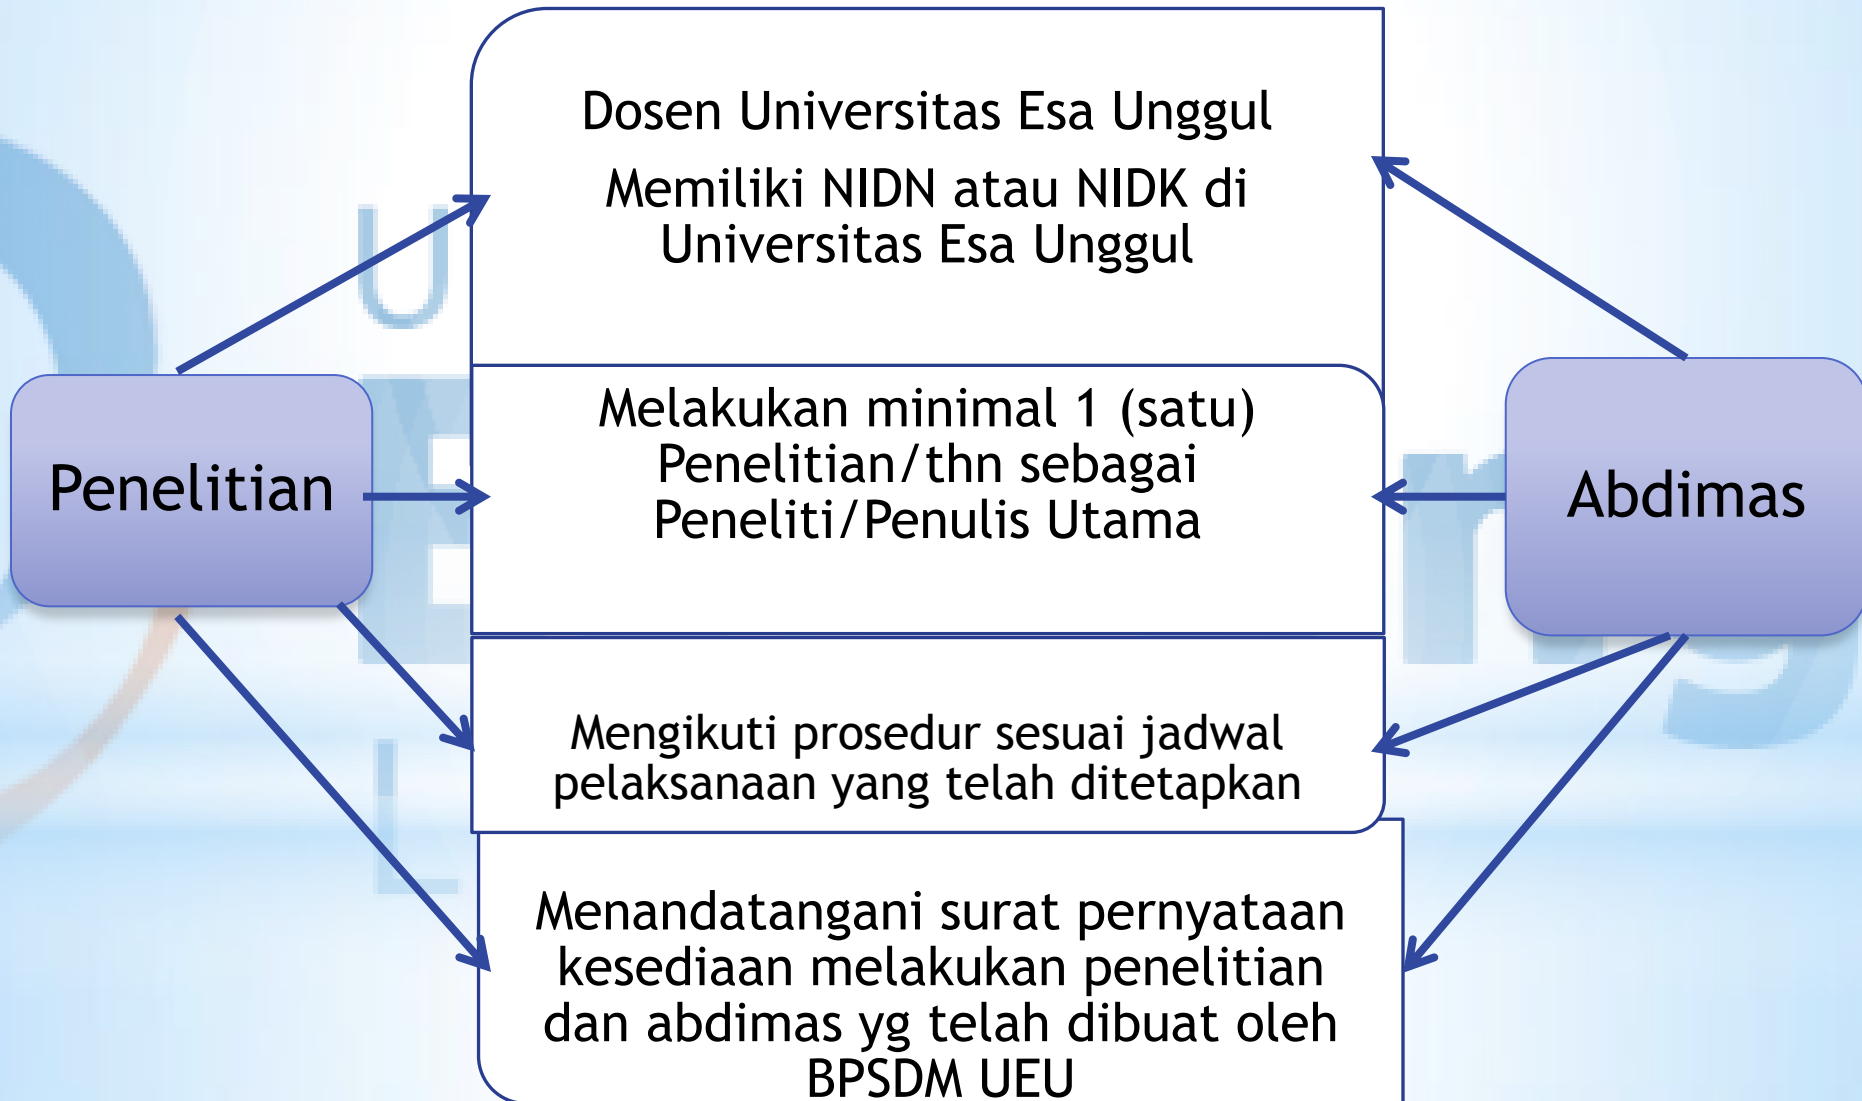 Dosen Universitas Esa Unggul
Memiliki NIDN atau NIDK di
Universitas Esa Unggul
Penelitian
Melakukan minimal 1 (satu)
Penelitian/thn sebagai
Peneliti/Penulis Utama
Abdimas
Mengikuti prosedur sesuai jadwal
pelaksanaan yang telah ditetapkan
Menandatangani surat pernyataan
kesediaan melakukan penelitian
dan abdimas yg telah dibuat oleh
BPSDM UEU